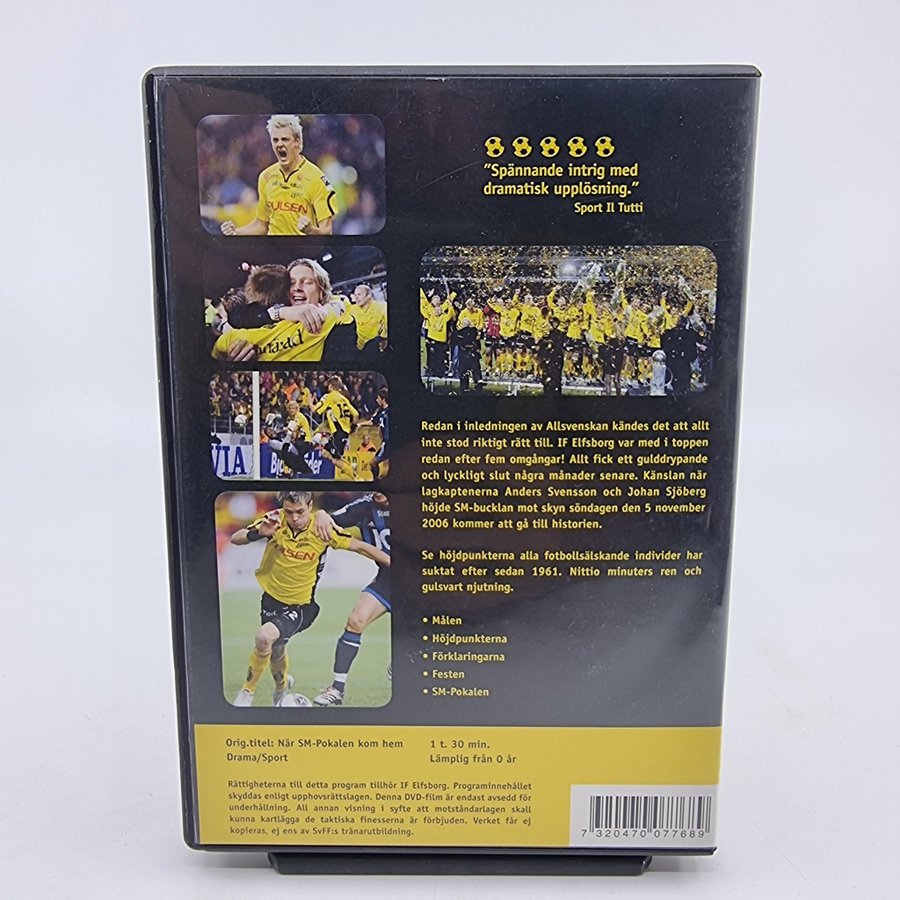 "Spännande intrig med
dramatisk upplösning."
Sport Il Tutti
Redan i inledningen av Allsvenskan kändes det att allt
inte stod riktigt rätt till. IF Elfsborg var med i toppen
redan efter fem omgångar! Allt fick ett gulddrypande
och lyckligt slut några månader senare. Känslan när
lagkaptenerna Anders Svensson och Johan Sjöberg
höjde SM-bucklan mot skyn söndagen den 5 november
2006 kommer att gå till historien.
Se höjdpunkterna alla fotbollsälskande individer har
suktat efter sedan 1961. Nittio minuters ren och
gulsvart njutning.
• Målen
• Höjdpunkterna
• Förklaringarna
• Festen
• SM-Pokalen
VIA
12
Orig.titel: När SM-Pokalen kom hem
Drama/Sport
1 t. 30 min.
Lämplig från 0 år
Rättigheterna till detta program tillhör IF Elfsborg. Programinnehållet
skyddas enligt upphovsrättslagen. Denna DVD-film är endast avsedd för
underhållning. All annan visning i syfte att motståndarlagen skall
kunna kartlägga de taktiska finesserna är förbjuden. Verket får ej
kopieras, ej ens av SvFF:s tränarutbildning.
7 320470 077689